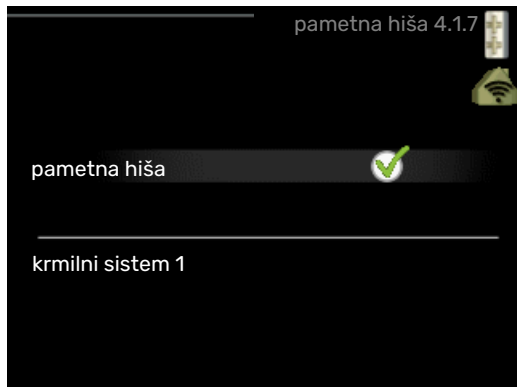 pametna hiša 4.1.7
pametna hiša
krmilni sistem 1